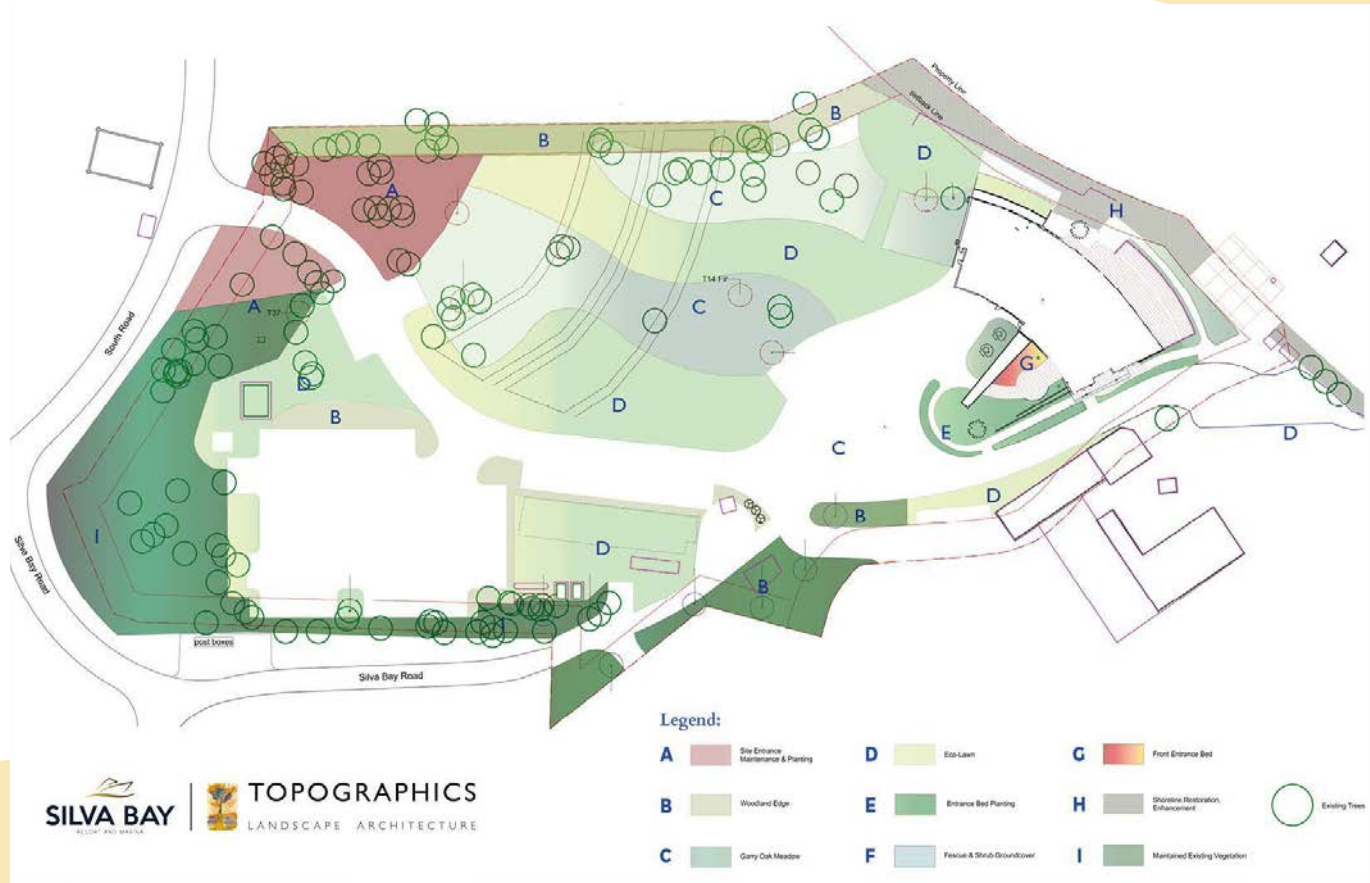 Property Line
Setback Line
B
B
D
A
C
H
D
South Road
T14 Fir
A
T37
C
G
D
B
D
E
C
D
D
B
I
D
B
Silva Bay Road
I
post boxes
Silva Bay Road
Legend:
A Site Entrance
Maintenance & Planting
D Eco-Lawn
G Front Entrance Bed
B Woodland Edge
E Entrance Bed Planting
H Shoreline Restoration,
Enhancement
Existing Trees
C Garry Oak Meadow
F Fescue & Shrub Groundcover
I Maintained Existing Vegetation
SILVA BAY
RESORT AND MARINA
TOPOGRAPHICS
LANDSCAPE ARCHITECTURE